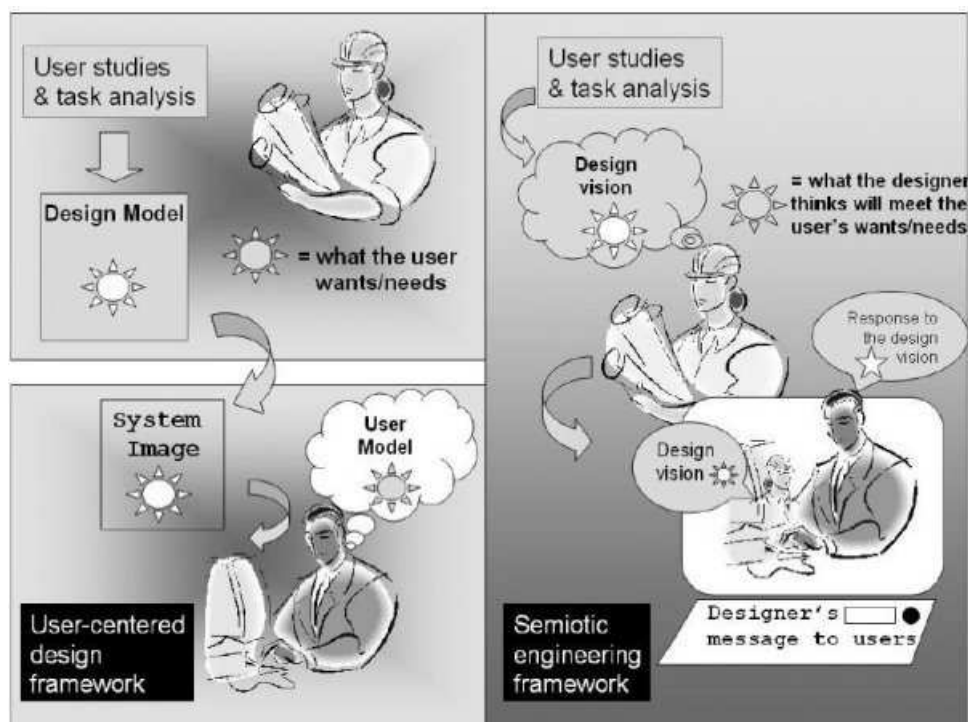 User studies
& task analysis
Design Model
= what the user
wants/needs
System
Image
User
Model
User-centered
design
framework
User studies
& task analysis
Design
vision
= what the designer
thinks will meet the
user's wants/needs
Response to
the design
vision
Design
vision
Designer's
message to users
Semiotic
engineering
framework